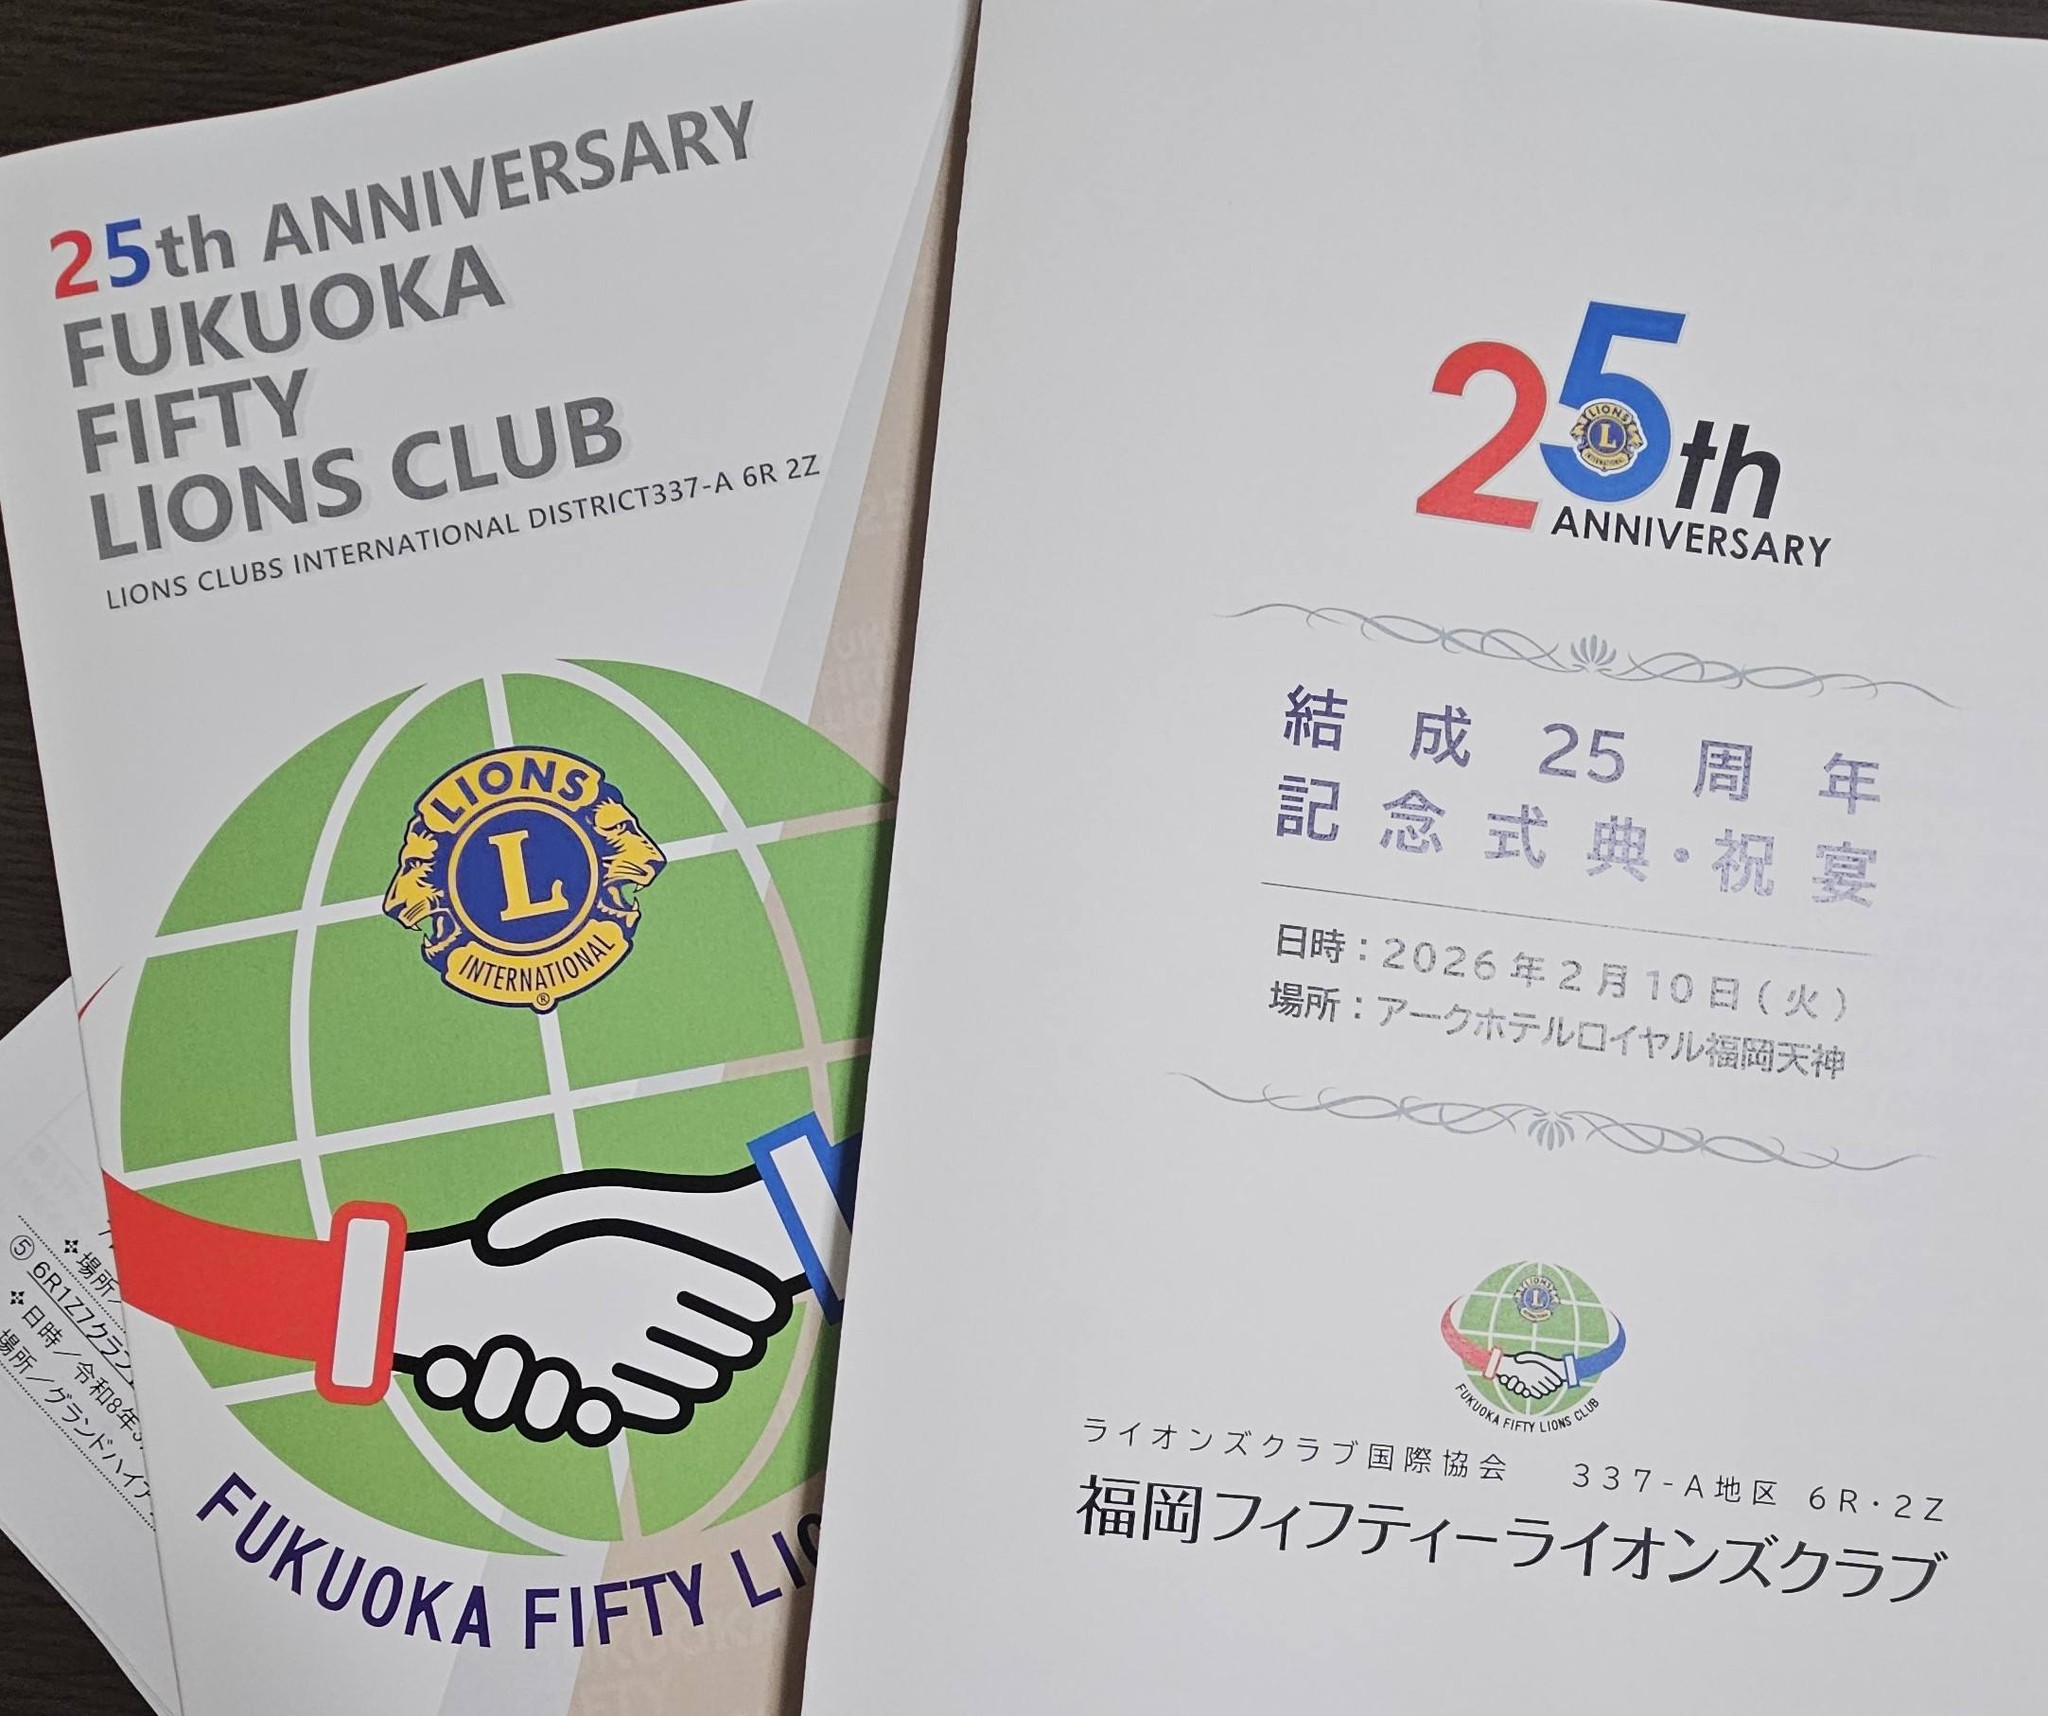 25th ANNIVERSARY
FUKUOKA
FIFTY
LIONS CLUB
LIONS CLUBS INTERNATIONAL DISTRICT337-A 6R 2Z
LIONS
L
INTERNATIONAL
®
FUKUOKA FIFTY
場所／
⑤ 6R1Z7クラブ
日時／令和8年3
場所／グランドハイア
25th
LIONS
L
INTERNATIONAL
ANNIVERSARY
結成25周年
記念式典・祝宴
日時：2026年2月10日（火）
場所：アークホテルロイヤル福岡天神
LIONS
L
FUKUOKA FIFTY LIONS CLUB
ライオンズクラブ国際協会 337-A地区 6R・2Z
福岡フィフティーライオンズクラブ